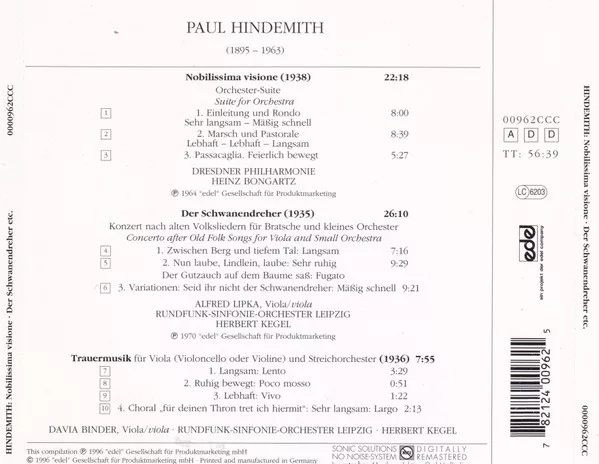 PAUL HINDEMITH
(1895 – 1963)
Nobilissima visione (1938) 22:18
Orchester-Suite
Suite for Orchestra
1 1. Einleitung und Rondo 8:00
Sehr langsam – Mäßig schnell
2 2. Marsch und Pastorale 8:39
Lebhaft – Lebhaft – Langsam
3 3. Passacaglia. Feierlich bewegt 5:27
DRESDNER PHILHARMONIE
HEINZ BONGARTZ
℗ 1964 "edel" Gesellschaft für Produktmarketing
Der Schwanendreher (1935) 26:10
Konzert nach alten Volksliedern für Bratsche und kleines Orchester
Concerto after Old Folk Songs for Viola and Small Orchestra
4 1. Zwischen Berg und tiefem Tal: Langsam 7:16
5 2. Nun laube, Lindlein, laube: Sehr ruhig 9:29
Der Gutzauch auf dem Baume saß: Fugato
6 3. Variationen: Seid ihr nicht der Schwanendreher: Mäßig schnell 9:21
ALFRED LIPKA, Viola/viola
RUNDFUNK-SINFONIE-ORCHESTER LEIPZIG
HERBERT KEGEL
℗ 1970 "edel" Gesellschaft für Produktmarketing
Trauermusik für Viola (Violoncello oder Violine) und Streichorchester (1936) 7:55
7 1. Langsam: Lento 3:29
8 2. Ruhig bewegt: Poco mosso 0:51
9 3. Lebhaft: Vivo 1:22
10 4. Choral „für deinen Thron tret ich hiermit“: Sehr langsam: Largo 2:13
DAVIA BINDER, Viola/viola · RUNDFUNK-SINFONIE-ORCHESTER LEIPZIG · HERBERT KEGEL
This compilation ℗ 1996 "edel" Gesellschaft für Produktmarketing mbH
© 1996 "edel" Gesellschaft für Produktmarketing mbH · Printed and manufactured in Germany
SONIC SOLUTIONS
NO NOISE-SYSTEM
DIGITALLY
REMASTERED
00962CCC
A D D
TT: 56:39
LC 6203
edel
ein projekt der edel company
7 82124 00962 5
HINDEMITH: Nobilissima visione · Der Schwanendreher etc. 0000962CCC
HINDEMITH: Nobilissima visione · Der Schwanendreher etc. 0000962CCC